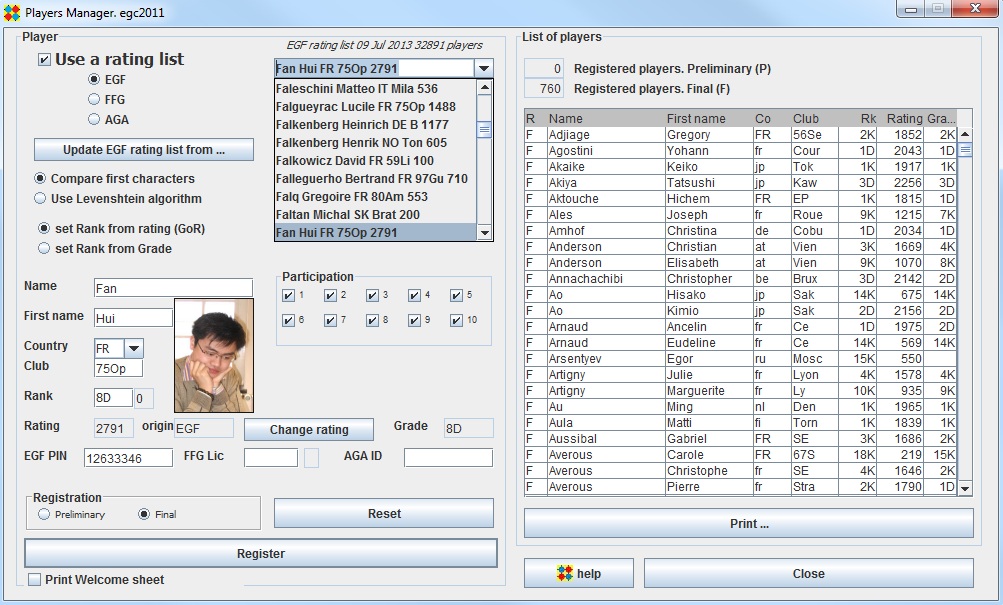 Players Manager. egc2011
Player
Use a rating list
EGF
FFG
AGA
Update EGF rating list from ...
Compare first characters
Use Levenshtein algorithm
set Rank from rating (GoR)
set Rank from Grade
EGF rating list 09 Jul 2013 32891 players
Fan Hui FR 75Op 2791
Faleschini Matteo IT Mila 536
Falgueyrac Lucile FR 75Op 1488
Falkenberg Heinrich DE B 1177
Falkenberg Henrik NO Ton 605
Falkowicz David FR 59Li 100
Falleguerho Bertrand FR 97Gu 710
Falq Gregoire FR 80Am 553
Faltan Michal SK Brat 200
Fan Hui FR 75Op 2791
Name Fan
First name Hui
Country FR
Club 75Op
Rank 8D 0
Participation
1 2 3 4 5
6 7 8 9 10
Rating 2791 origin EGF Change rating Grade 8D
EGF PIN 12633346 FFG Lic AGA ID
Registration
Preliminary Final
Reset
Register
Print Welcome sheet
List of players
0 Registered players. Preliminary (P)
760 Registered players. Final (F)
R Name First name Co Club Rk Rating Gra...
F Adjiage Gregory FR 56Se 2K 1852 2K
F Agostini Yohann fr Cour 1D 2043 1D
F Akaike Keiko jp Tok 1K 1917 1K
F Akiya Tatsushi jp Kaw 3D 2256 3D
F Aktouche Hichem FR EP 1K 1815 1D
F Ales Joseph fr Roue 9K 1215 7K
F Amhof Christina de Cobu 1D 2034 1D
F Anderson Christian at Vien 3K 1669 4K
F Anderson Elisabeth at Vien 9K 1070 8K
F Annachachibi Christopher be Brux 3D 2142 2D
F Ao Hisako jp Sak 14K 675 14K
F Ao Kimio jp Sak 2D 2156 2D
F Arnaud Ancelin fr Ce 1D 1975 2D
F Arnaud Eudeline fr Ce 14K 569 14K
F Arsentyev Egor ru Mosc 15K 550
F Artigny Julie fr Lyon 4K 1578 4K
F Artigny Marguerite fr Ly 10K 935 9K
F Au Ming nl Den 1K 1965 1K
F Aula Matti fi Torn 1K 1839 1K
F Aussibal Gabriel FR SE 3K 1686 2K
F Averous Carole FR 67S 18K 219 15K
F Averous Christophe fr SE 4K 1646 2K
F Averous Pierre fr Stra 2K 1790 1D
Print ...
help
Close